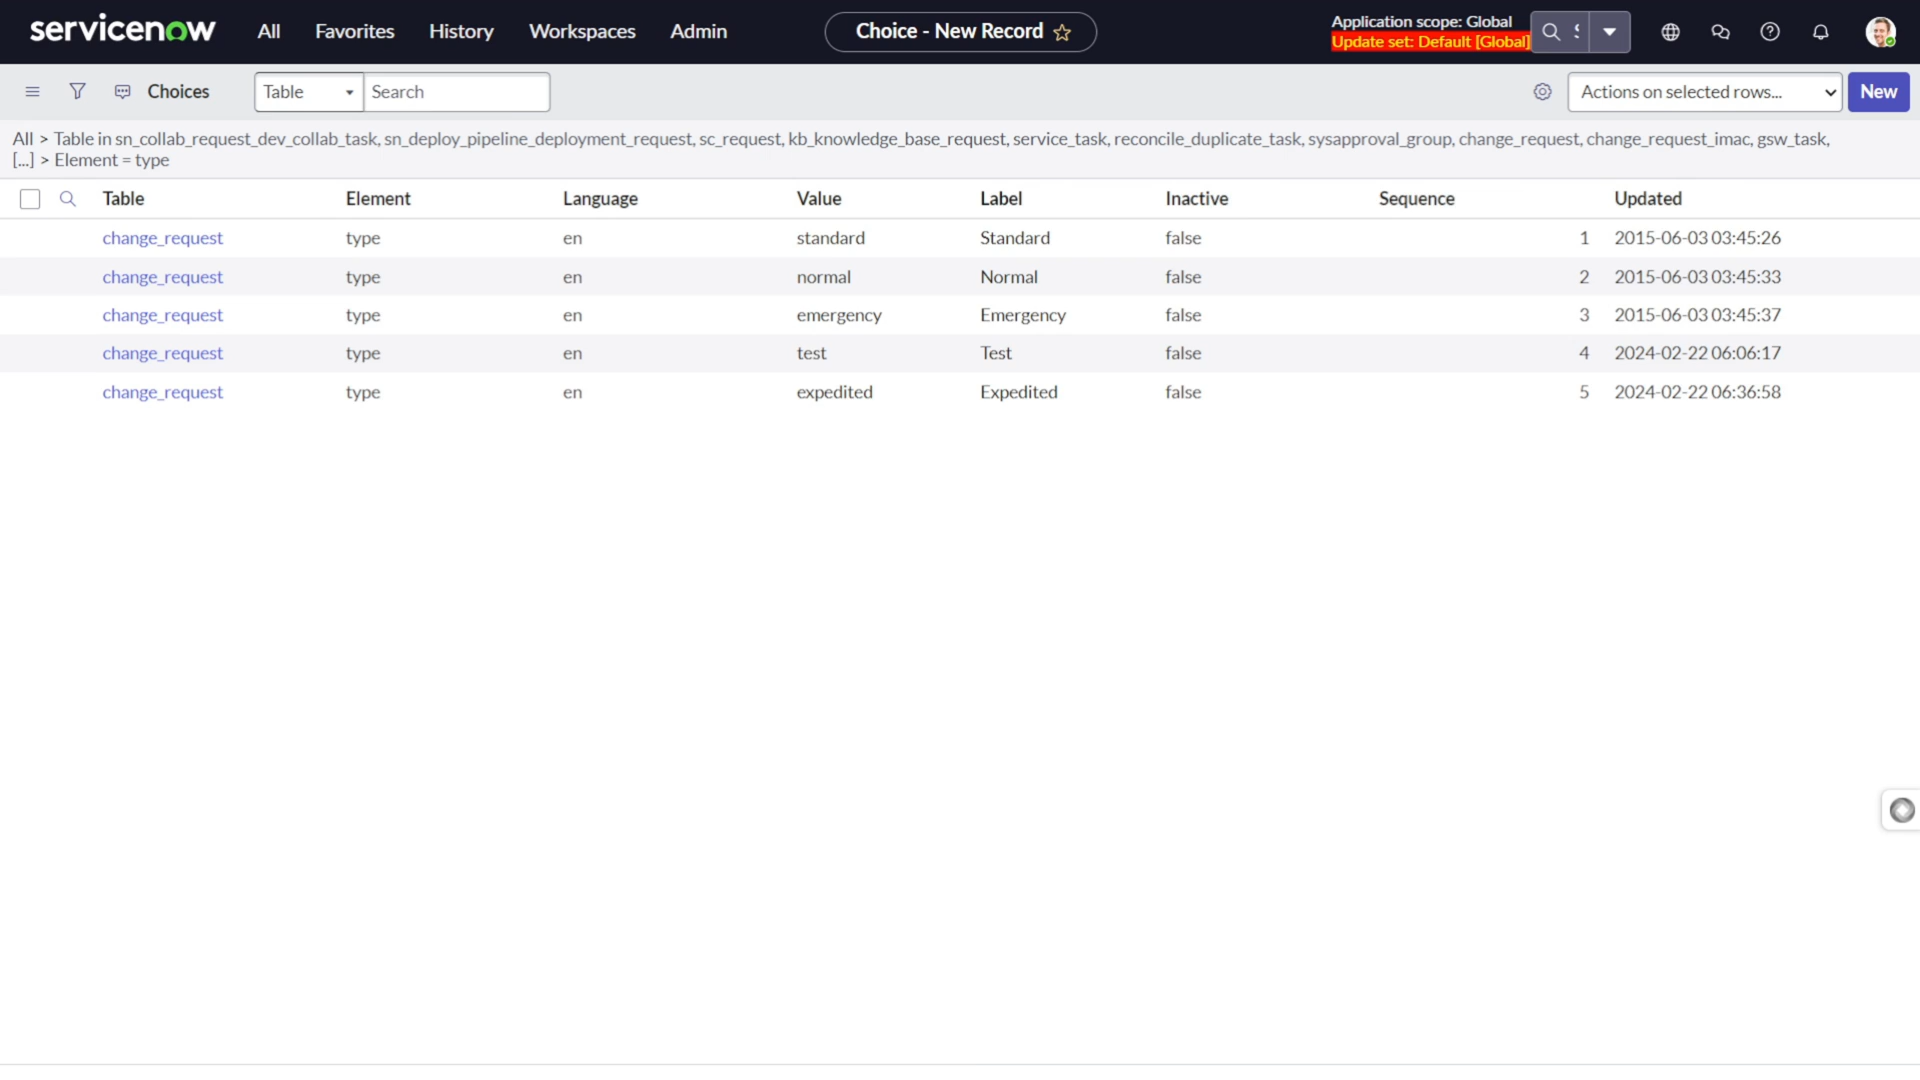 servicenow All Favorites History Workspaces Admin Choice - New Record Application scope: Global
Update set: Default [Global]
Choices Table Search Actions on selected rows... New
All > Table in sn_collab_request_dev_collab_task, sn_deploy_pipeline_deployment_request, sc_request, kb_knowledge_base_request, service_task, reconcile_duplicate_task, sysapproval_group, change_request, change_request_imac, gsw_task,
[...] > Element = type
Table Element Language Value Label Inactive Sequence Updated
change_request type en standard Standard false 1 2015-06-03 03:45:26
change_request type en normal Normal false 2 2015-06-03 03:45:33
change_request type en emergency Emergency false 3 2015-06-03 03:45:37
change_request type en test Test false 4 2024-02-22 06:06:17
change_request type en expedited Expedited false 5 2024-02-22 06:36:58